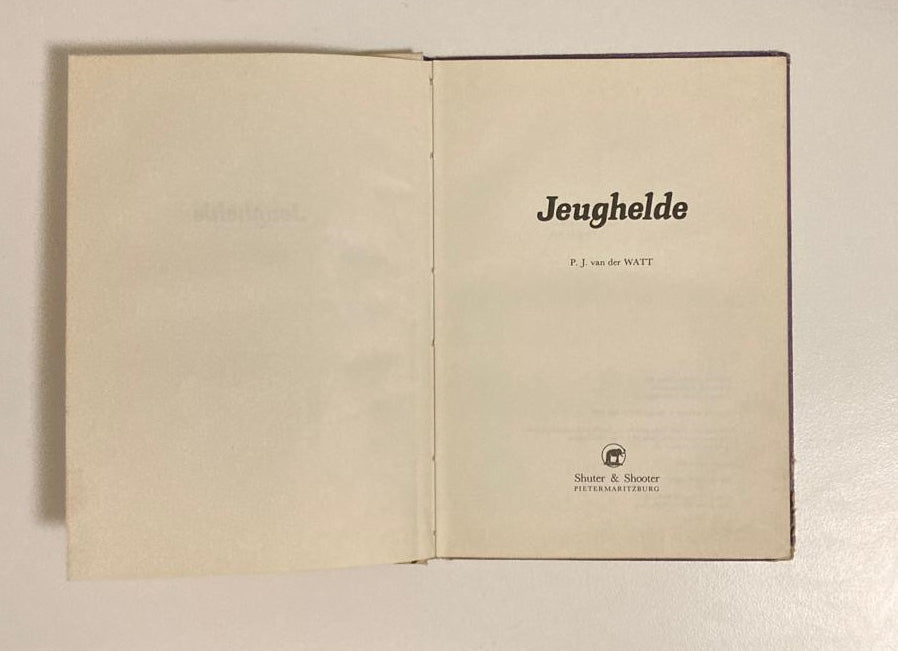 Jeughelde
P. J. van der WATT
Shuter & Shooter
PIETERMARITZBURG